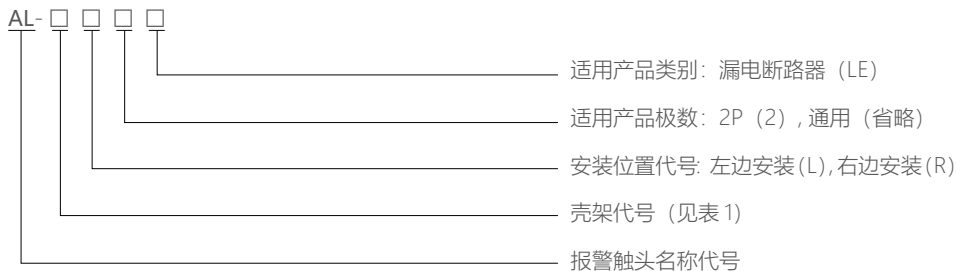 AL-□ □ □ □
适用产品类别：漏电断路器（LE）
适用产品极数：2P（2）,通用（省略）
安装位置代号: 左边安装(L),右边安装(R)
壳架代号（见表1)
报警触头名称代号